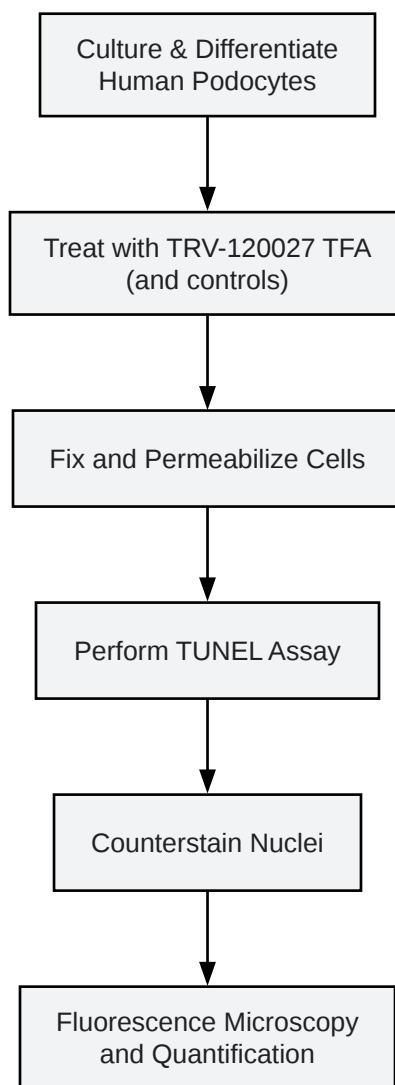 Culture & Differentiate
Human Podocytes
Treat with TRV-120027 TFA
(and controls)
Fix and Permeabilize Cells
Perform TUNEL Assay
Counterstain Nuclei
Fluorescence Microscopy
and Quantification